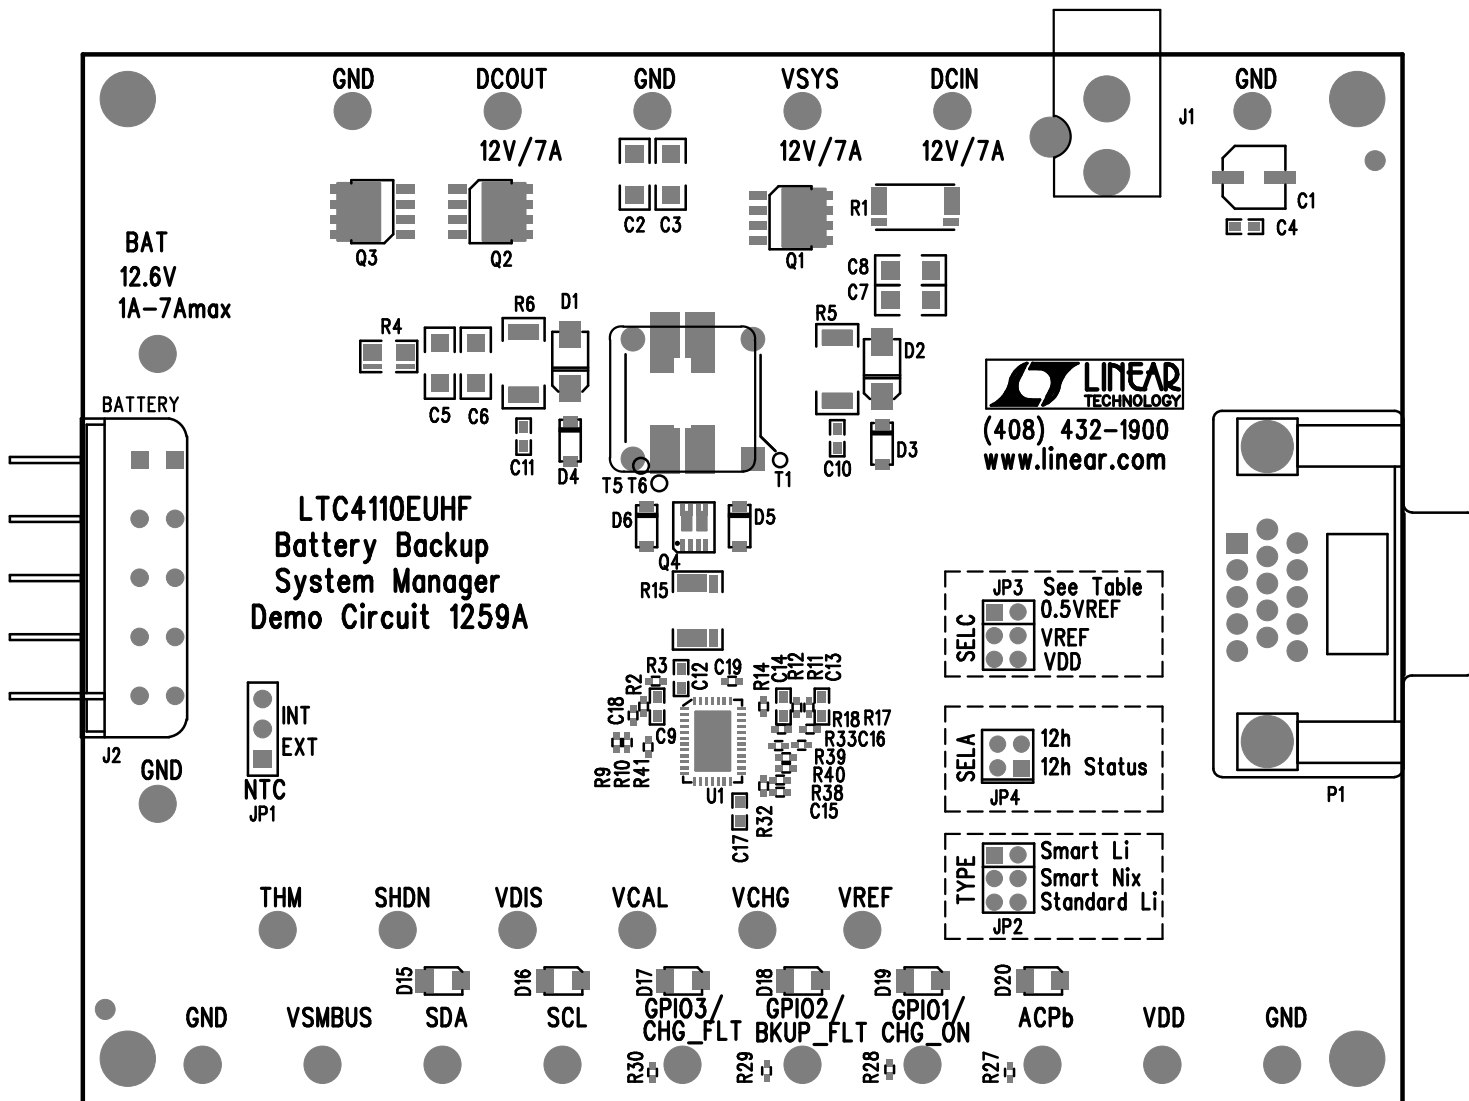 GND DCOUT GND VSYS DCIN GND
J1
12V/7A 12V/7A 12V/7A
R1 C1
C2 C3 C4
BAT Q3 Q2 Q1
12.6V C8
1A-7Amax C7
R6 D1 R5
R4 D2
BATTERY C5 C6
LINEAR
TECHNOLOGY
(408) 432-1900
www.linear.com
C11 D4 C10 D3
T5 T6 T1
LTC4110EUHF
Battery Backup
System Manager
Demo Circuit 1259A
D6 D5
Q4
R15
JP3 See Table
SELC
0.5VREF
VREF
VDD
R3 C12 C19 R14 C14 R12 R11 C13
R2
C18 C9
R18 R17
R33 C16
R39
R40
R38
C15
R9 R10 R41 U1
C17 R32
INT
EXT
J2 GND
NTC
JP1
SELA
12h
12h Status
JP4
P1
TYPE
Smart Li
Smart Nix
Standard Li
JP2
THM SHDN VDIS VCAL VCHG VREF
D15 D16 D17 D18 D19 D20
GND VSMBUS SDA SCL GPIO3/ GPIO2/ GPIO1/ ACPb VDD GND
CHG_FLT BKUP_FLT CHG_ON
R30 R29 R28 R27